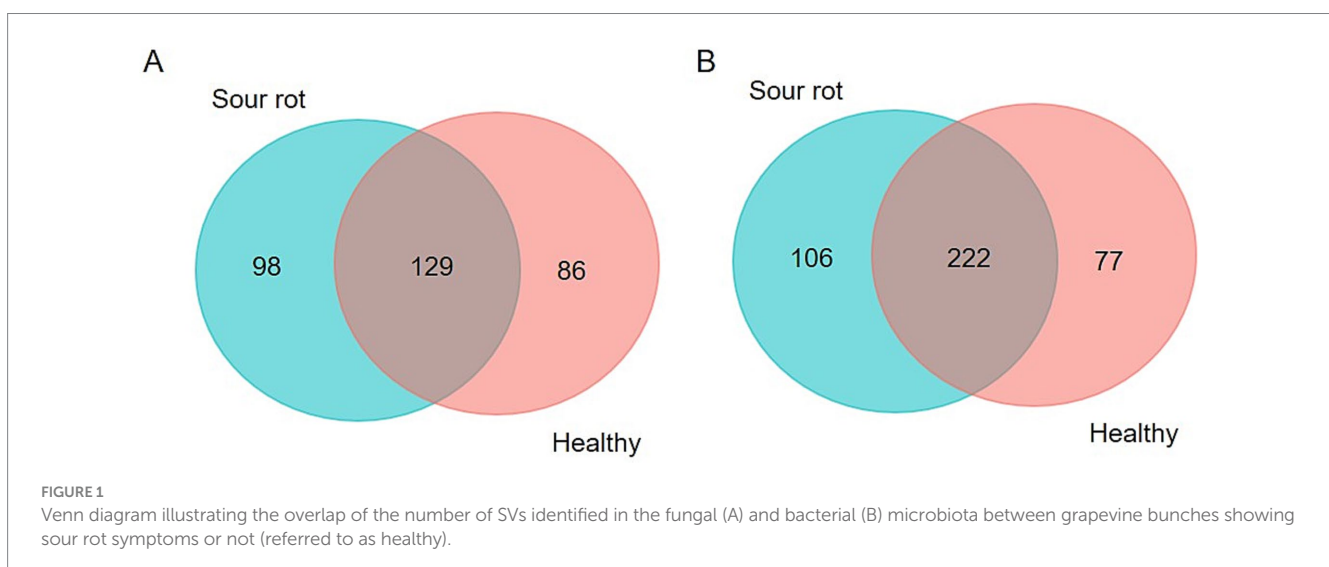 A
B
Sour rot
Sour rot
98
129
86
106
222
77
Healthy
Healthy
FIGURE 1
Venn diagram illustrating the overlap of the number of SVs identified in the fungal (A) and bacterial (B) microbiota between grapevine bunches showing
sour rot symptoms or not (referred to as healthy).